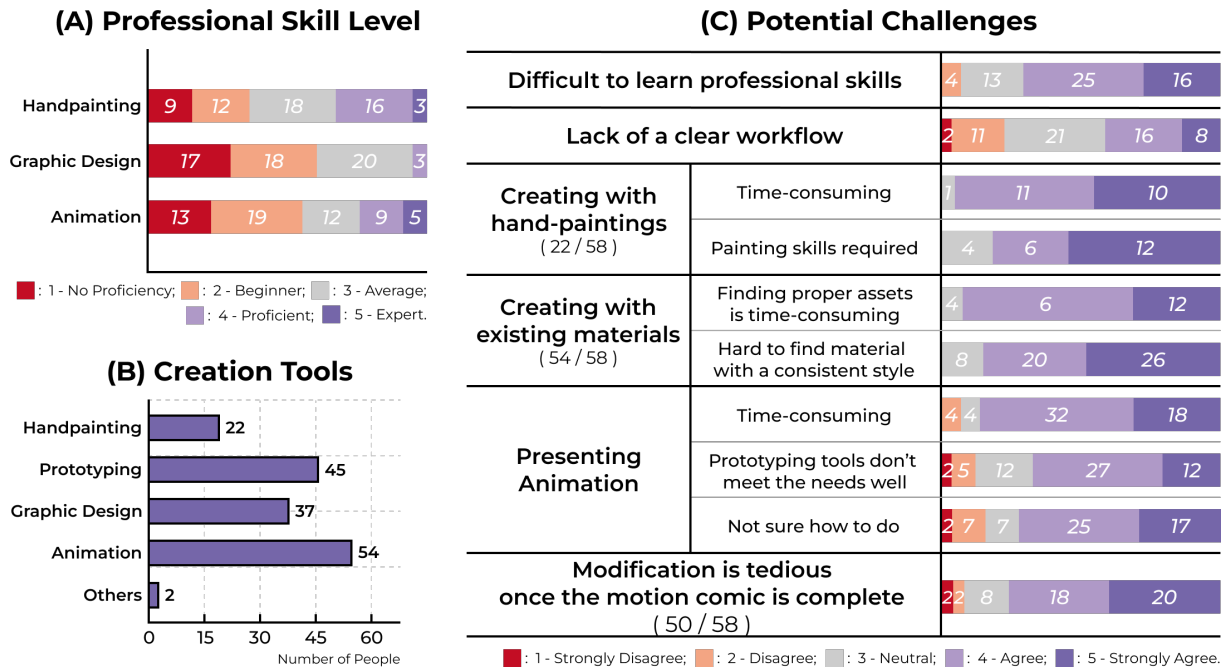 (A) Professional Skill Level
Handpainting 9 12 18 16 3
Graphic Design 17 18 20 3
Animation 13 19 12 9 5
: 1 - No Proficiency; : 2 - Beginner; : 3 - Average;
: 4 - Proficient; : 5 - Expert.
(B) Creation Tools
Handpainting 22
Prototyping 45
Graphic Design 37
Animation 54
Others 2
0 15 30 45 60
Number of People
(C) Potential Challenges
Difficult to learn professional skills 4 13 25 16
Lack of a clear workflow 2 11 21 16 8
Creating with
hand-paintings
( 22 / 58 )
Time-consuming 1 11 10
Painting skills required 4 6 12
Creating with
existing materials
( 54 / 58 )
Finding proper assets
is time-consuming 4 6 12
Hard to find material
with a consistent style 8 20 26
Presenting
Animation
Time-consuming 4 4 32 18
Prototyping tools don't
meet the needs well 2 5 12 27 12
Not sure how to do 2 7 7 25 17
Modification is tedious
once the motion comic is complete
( 50 / 58 ) 2 2 8 18 20
: 1 - Strongly Disagree; : 2 - Disagree; : 3 - Neutral; : 4 - Agree; : 5 - Strongly Agree.